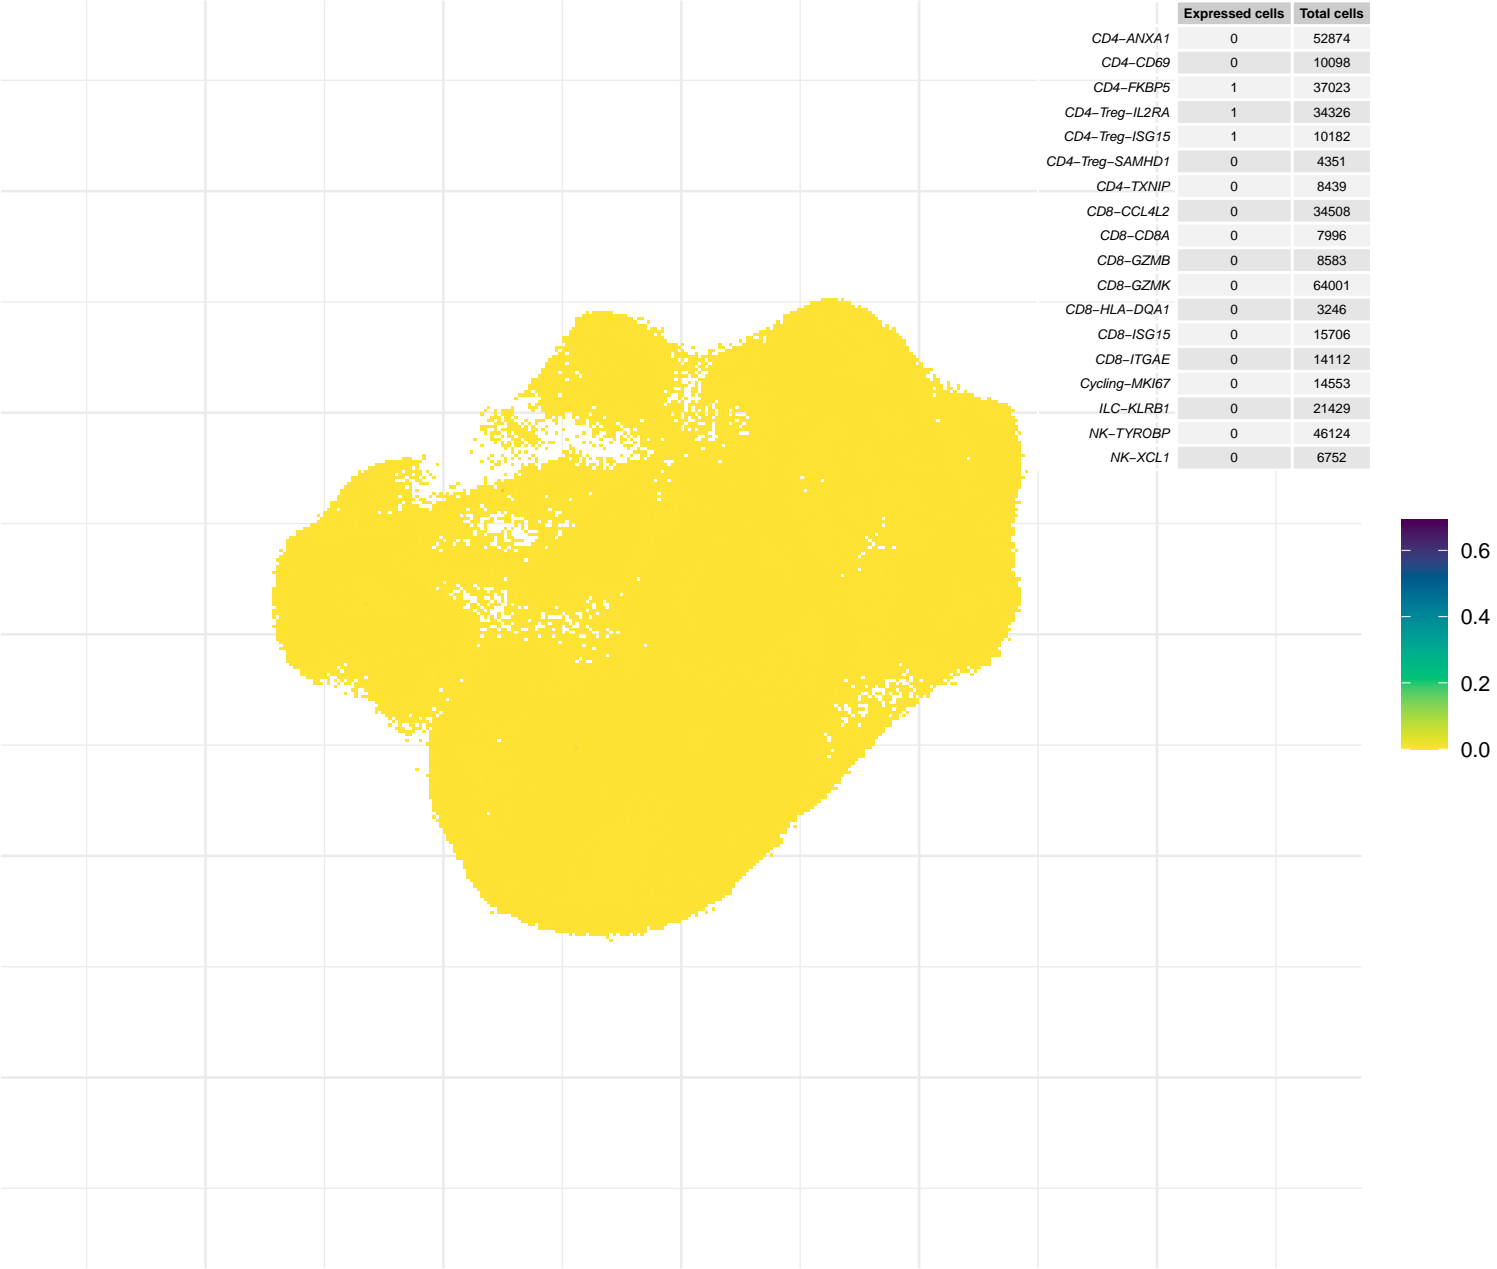 Expressed cells Total cells
CD4−ANXA1 0 52874
CD4−CD69 0 10098
CD4−FKBP5 1 37023
CD4−Treg−IL2RA 1 34326
CD4−Treg−ISG15 1 10182
CD4−Treg−SAMHD1 0 4351
CD4−TXNIP 0 8439
CD8−CCL4L2 0 34508
CD8−CD8A 0 7996
CD8−GZMB 0 8583
CD8−GZMK 0 64001
CD8−HLA−DQA1 0 3246
CD8−ISG15 0 15706
CD8−ITGAE 0 14112
Cycling−MKI67 0 14553
ILC−KLRB1 0 21429
NK−TYROBP 0 46124
NK−XCL1 0 6752
0.6
0.4
0.2
0.0